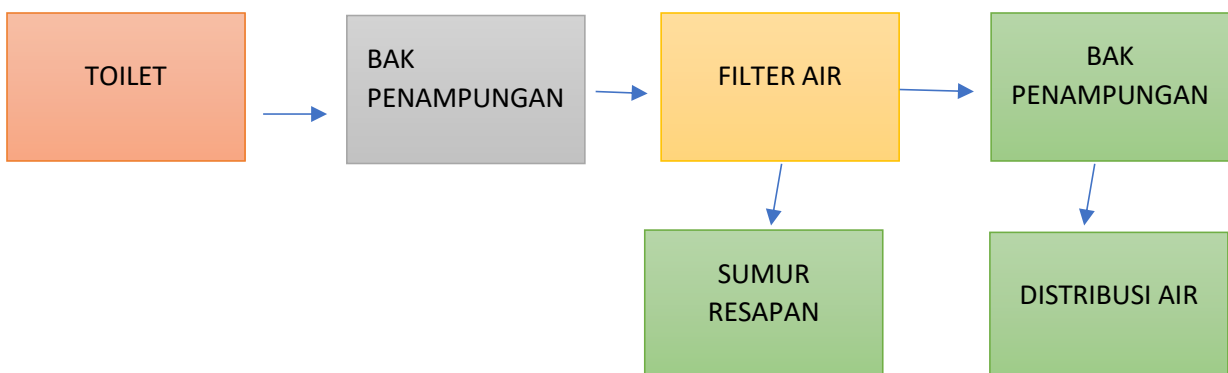 TOILET
BAK
PENAMPUNGAN
FILTER AIR
BAK
PENAMPUNGAN
SUMUR
RESAPAN
DISTRIBUSI AIR